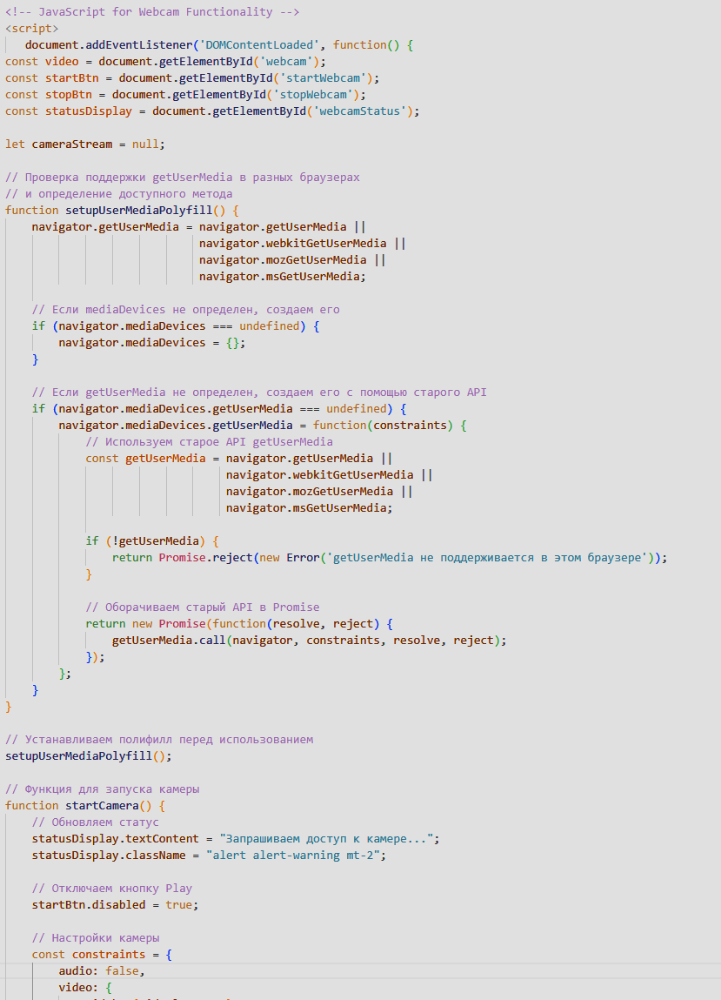 <!-- JavaScript for Webcam Functionality -->
<script>
document.addEventListener('DOMContentLoaded', function() {
const video = document.getElementById('webcam');
const startBtn = document.getElementById('startWebcam');
const stopBtn = document.getElementById('stopWebcam');
const statusDisplay = document.getElementById('webcamStatus');
let cameraStream = null;
// Проверка поддержки getUserMedia в разных браузерах
// и определение доступного метода
function setupUserMediaPolyfill() {
navigator.getUserMedia = navigator.getUserMedia ||
navigator.webkitGetUserMedia ||
navigator.mozGetUserMedia ||
navigator.msGetUserMedia;
// Если mediaDevices не определен, создаем его
if (navigator.mediaDevices === undefined) {
navigator.mediaDevices = {};
}
// Если getUserMedia не определен, создаем его с помощью старого API
if (navigator.mediaDevices.getUserMedia === undefined) {
navigator.mediaDevices.getUserMedia = function(constraints) {
// Используем старое API getUserMedia
const getUserMedia = navigator.getUserMedia ||
navigator.webkitGetUserMedia ||
navigator.mozGetUserMedia ||
navigator.msGetUserMedia;
if (!getUserMedia) {
return Promise.reject(new Error('getUserMedia не поддерживается в этом браузере'));
}
// Оборачиваем старый API в Promise
return new Promise(function(resolve, reject) {
getUserMedia.call(navigator, constraints, resolve, reject);
});
};
}
}
// Устанавливаем полифилл перед использованием
setupUserMediaPolyfill();
// Функция для запуска камеры
function startCamera() {
// Обновляем статус
statusDisplay.textContent = "Запрашиваем доступ к камере...";
statusDisplay.className = "alert alert-warning mt-2";
// Отключаем кнопку Play
startBtn.disabled = true;
// Настройки камеры
const constraints = {
audio: false,
video: {